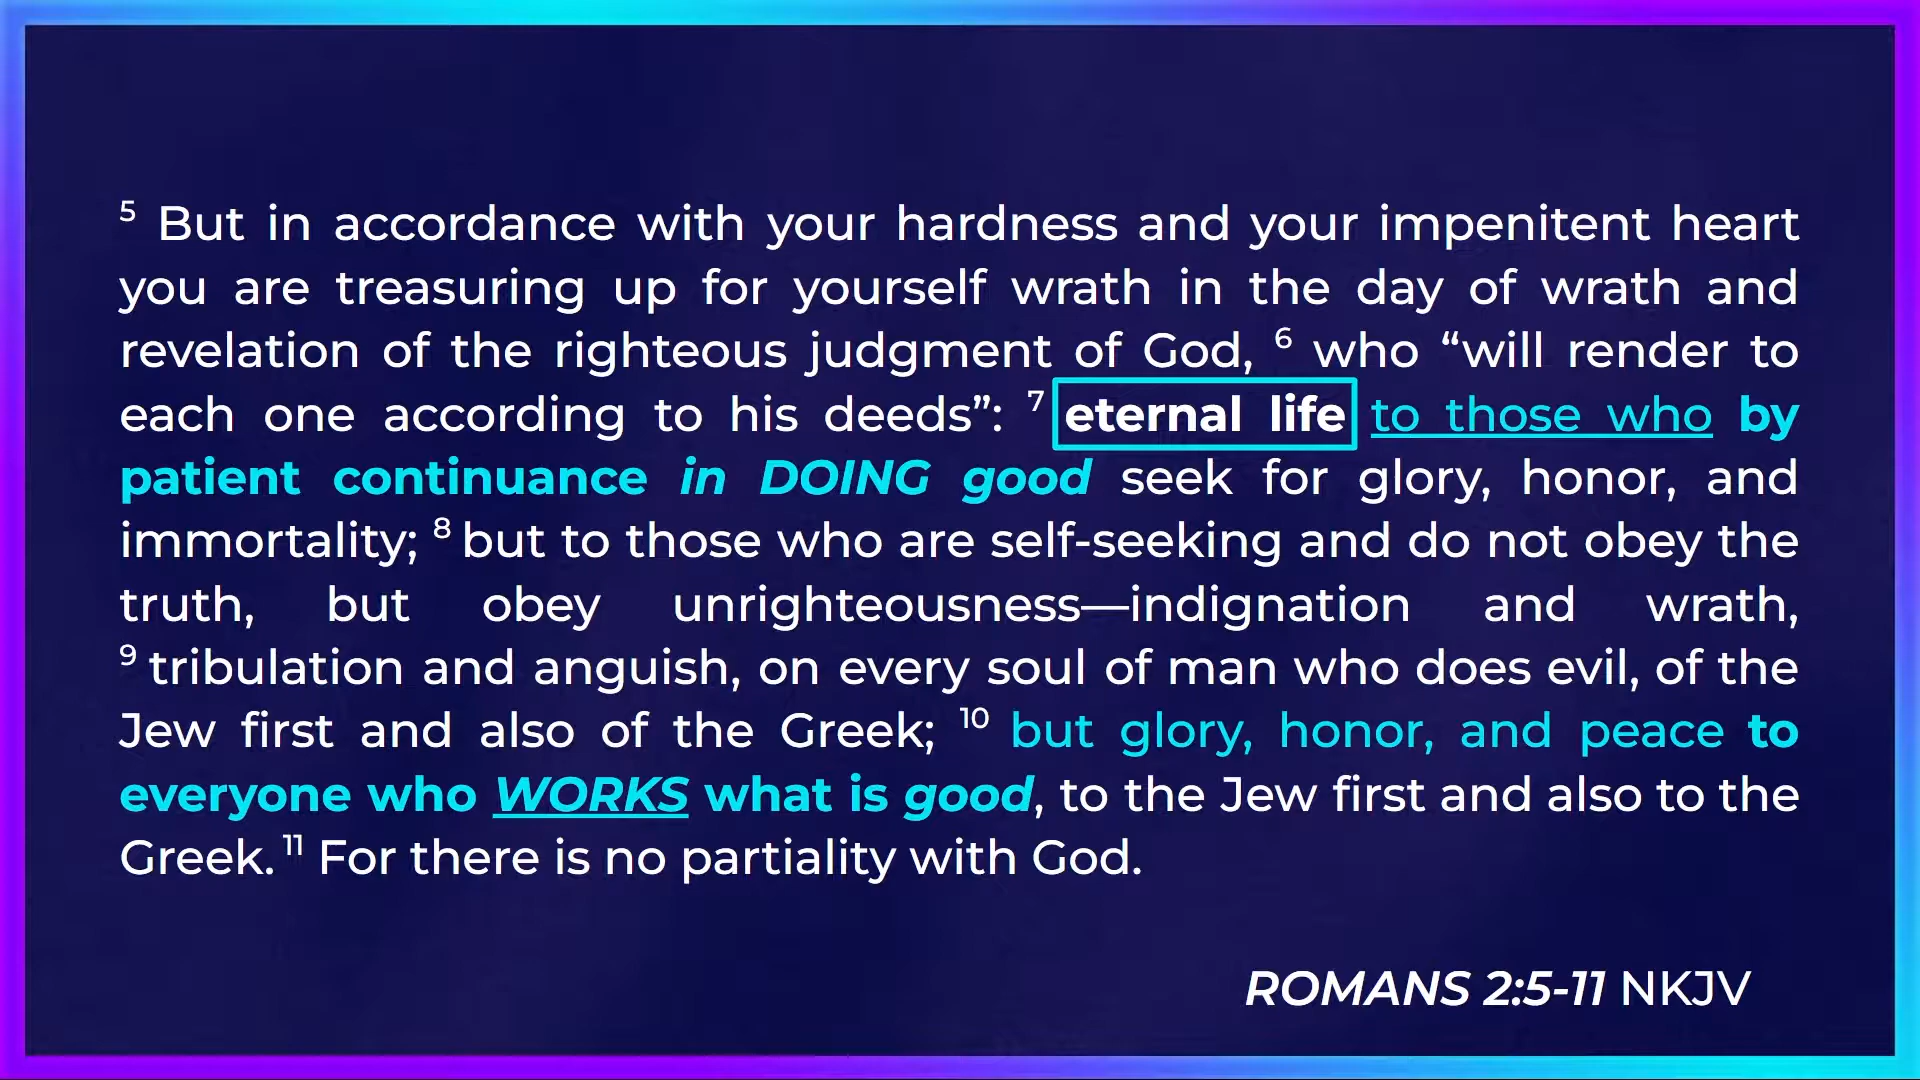 5 But in accordance with your hardness and your impenitent heart
you are treasuring up for yourself wrath in the day of wrath and
revelation of the righteous judgment of God, 6 who “will render to
each one according to his deeds”: 7 eternal life to those who by
patient continuance in DOING good seek for glory, honor, and
immortality; 8 but to those who are self-seeking and do not obey the
truth, but obey unrighteousness—indignation and wrath,
9 tribulation and anguish, on every soul of man who does evil, of the
Jew first and also of the Greek; 10 but glory, honor, and peace to
everyone who WORKS what is good, to the Jew first and also to the
Greek. 11 For there is no partiality with God.
ROMANS 2:5-11 NKJV